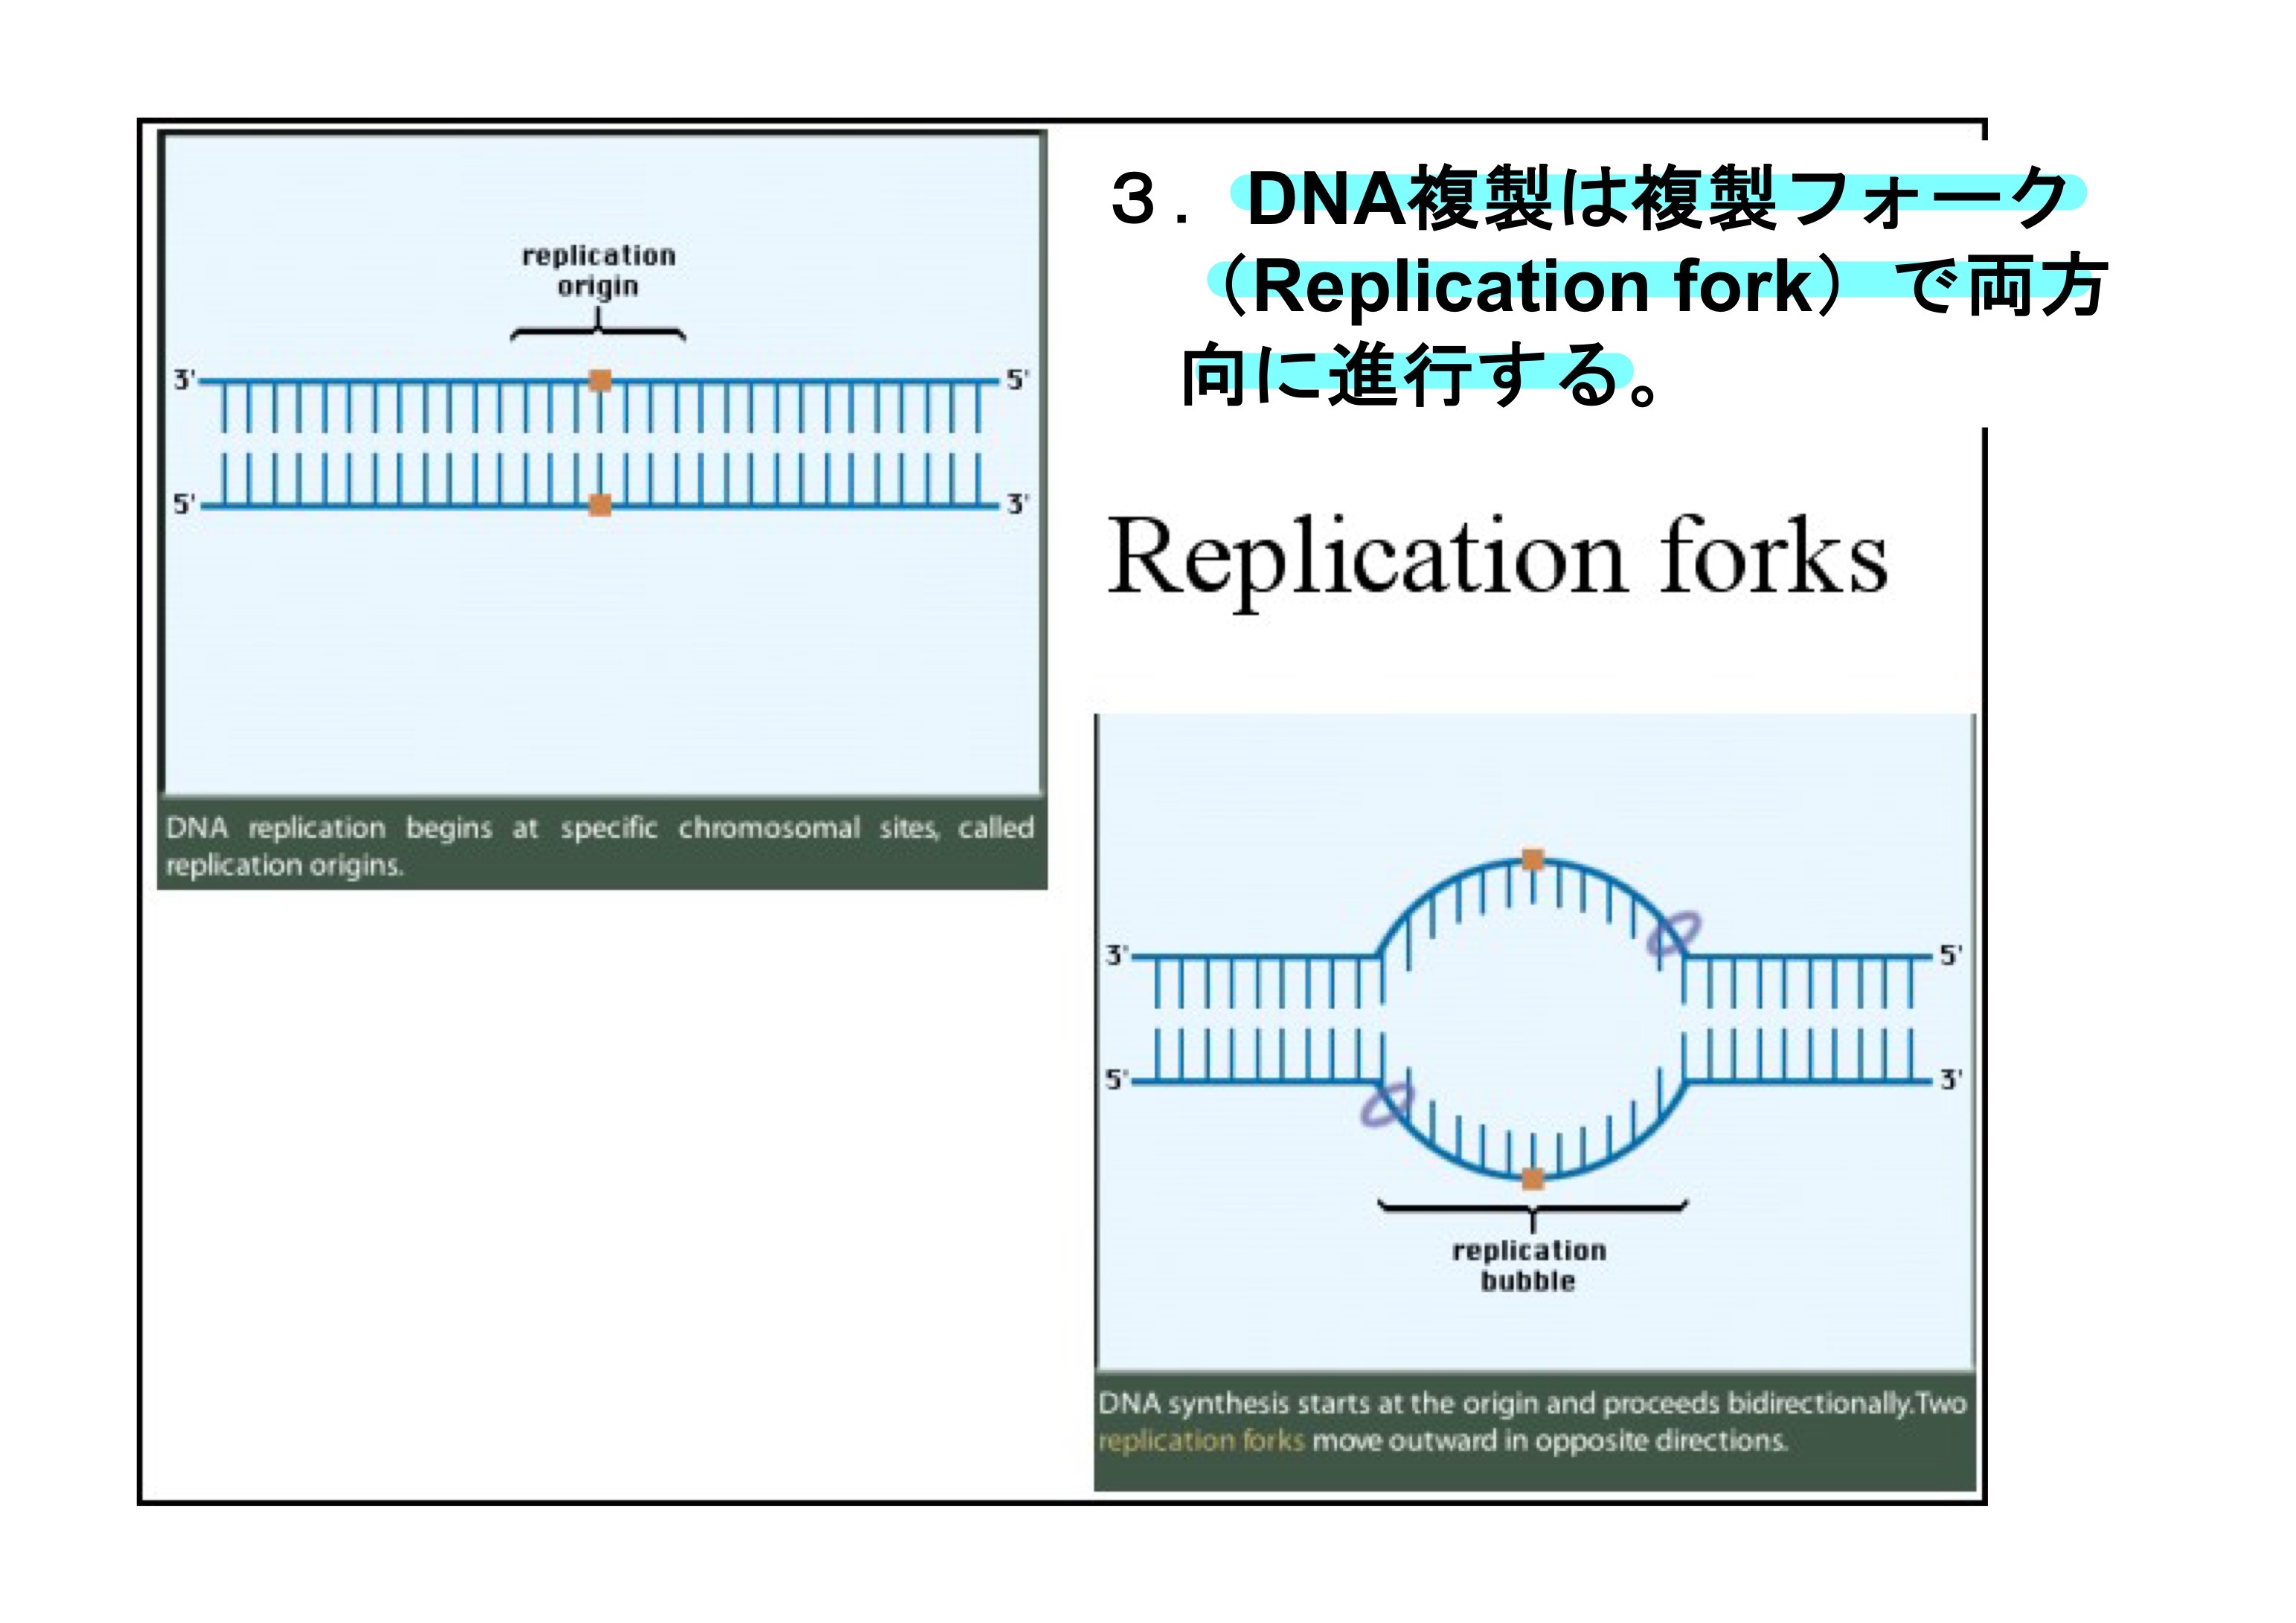 replication
origin
3'
5'
5'
3'
DNA replication begins at specific chromosomal sites, called
replication origins.
３． DNA複製は複製フォーク
（Replication fork）で両方
向に進行する。
Replication forks
3'
5'
5'
3'
replication
bubble
DNA synthesis starts at the origin and proceeds bidirectionally.Two
replication forks move outward in opposite directions.